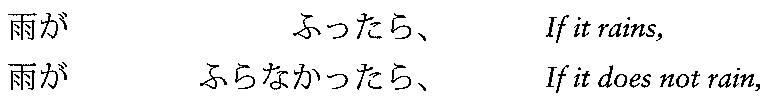 雨が ふったら、 If it rains,
雨が ふらなかったら、 If it does not rain,